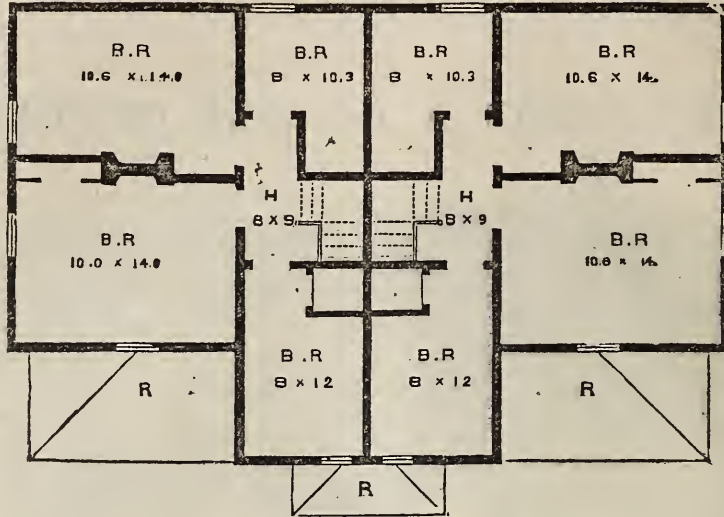 B.R
10.6 × 14.0
B.R
8 × 10.3
B.R
8 × 10.3
B.R
10.6 × 14.
H
8 × 9
H
8 × 9
B.R
10.0 × 14.0
B.R
10.6 × 14.
B.R
8 × 12
B.R
8 × 12
R
R
R